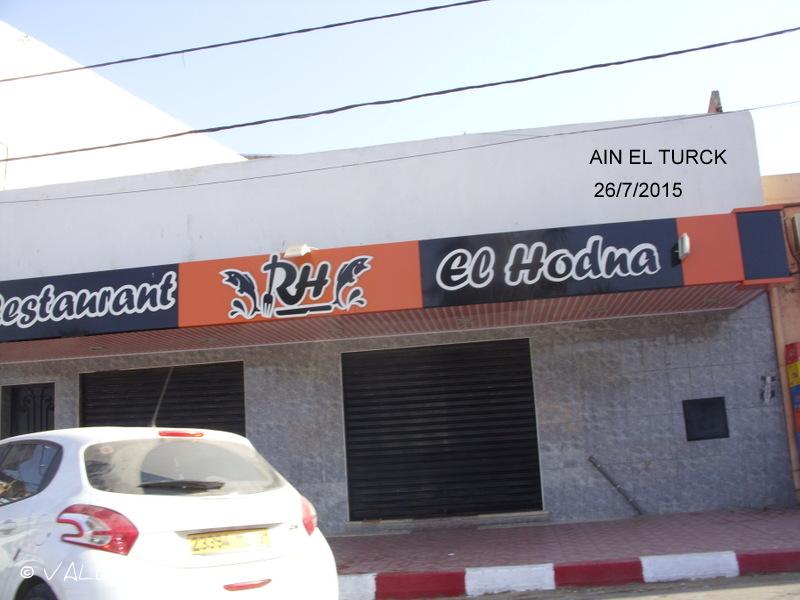 AIN EL TURCK
26/7/2015
Restaurant RH El Hodna